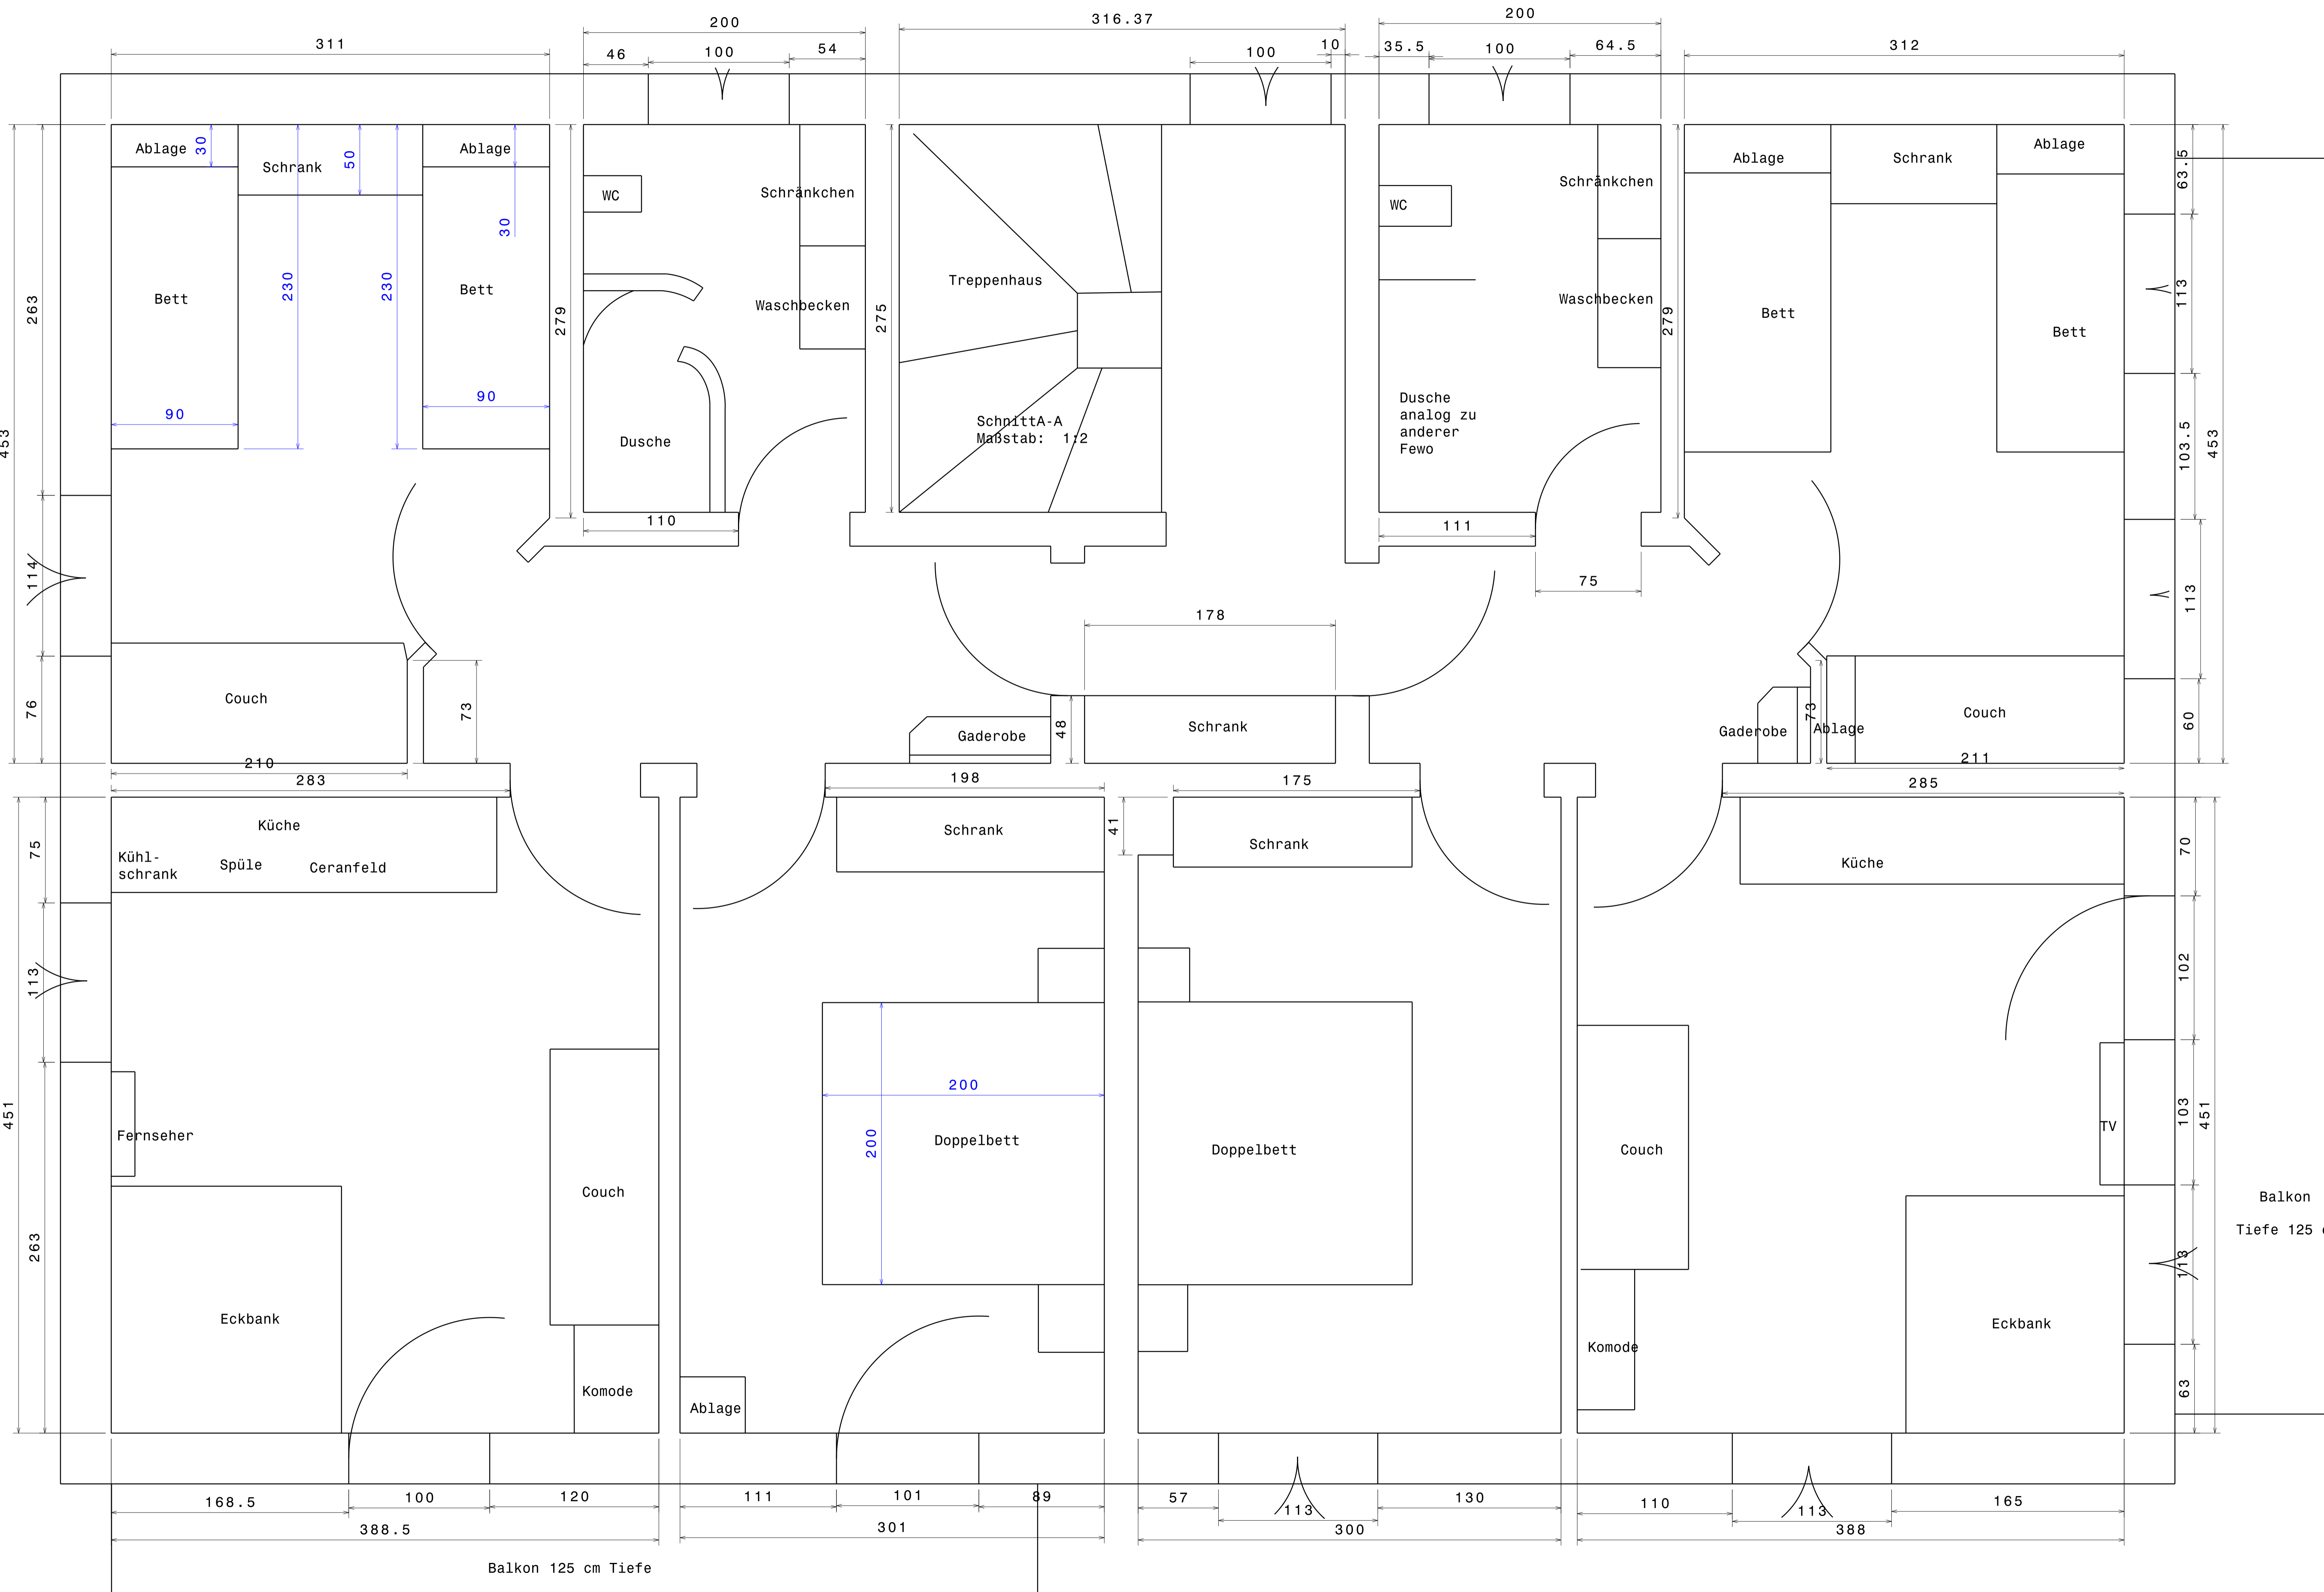 200
316.37
200
311
46
100
54
100
10
35.5
100
64.5
312
Ablage
30
Schrank
50
Ablage
30
230
230
Bett
Bett
90
90
263
453
114
76
279
WC
Schränkchen
Waschbecken
Dusche
110
275
Treppenhaus
SchnittA-A
Maßstab:  1:2
WC
Schränkchen
Waschbecken
Dusche
analog zu
anderer
Fewo
111
75
279
Ablage
Schrank
Ablage
Bett
Bett
63.5
113
103.5
453
113
60
178
Couch
73
Gaderobe
48
Schrank
Gaderobe
73
Ablage
Couch
210
283
198
175
211
285
75
Küche
Kühl-
schrank
Spüle
Ceranfeld
Schrank
41
Schrank
Küche
70
113
102
451
Fernseher
263
200
200
Doppelbett
Doppelbett
Couch
Couch
TV
103
451
Balkon
Tiefe 125
113
Eckbank
Komode
Ablage
Komode
Eckbank
63
168.5
100
120
111
101
89
57
113
130
110
113
165
388.5
301
300
388
Balkon 125 cm Tiefe